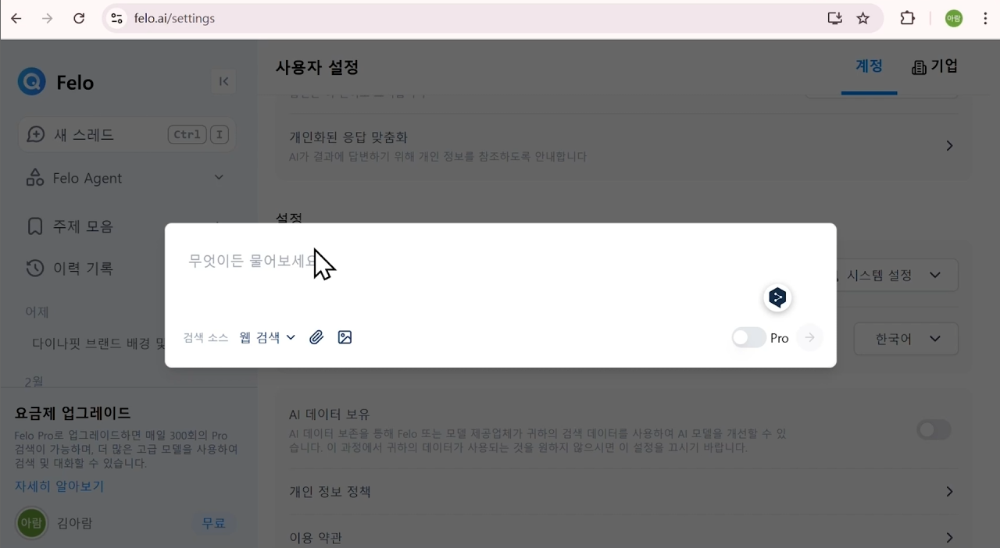 felo.ai/settings
아람
Felo
새 스레드
Ctrl I
Felo Agent
주제 모음
이력 기록
어제
다이나핏 브랜드 배경 및
2월
요금제 업그레이드
Felo Pro로 업그레이드하면 매일 300회의 Pro
검색이 가능하며, 더 많은 고급 모델을 사용하여
검색 및 대화할 수 있습니다.
자세히 알아보기
아람 김아람 무료
사용자 설정
계정
기업
개인화된 응답 맞춤화
AI가 결과에 답변하기 위해 개인 정보를 참조하도록 안내합니다
설정
시스템 설정
한국어
무엇이든 물어보세요
검색 소스 웹 검색
Pro
AI 데이터 보유
AI 데이터 보존을 통해 Felo 또는 모델 제공업체가 귀하의 검색 데이터를 사용하여 AI 모델을 개선할 수 있
습니다. 이 과정에서 귀하의 데이터가 사용되는 것을 원하지 않으시면 이 설정을 끄시기 바랍니다.
개인 정보 정책
이용 약관